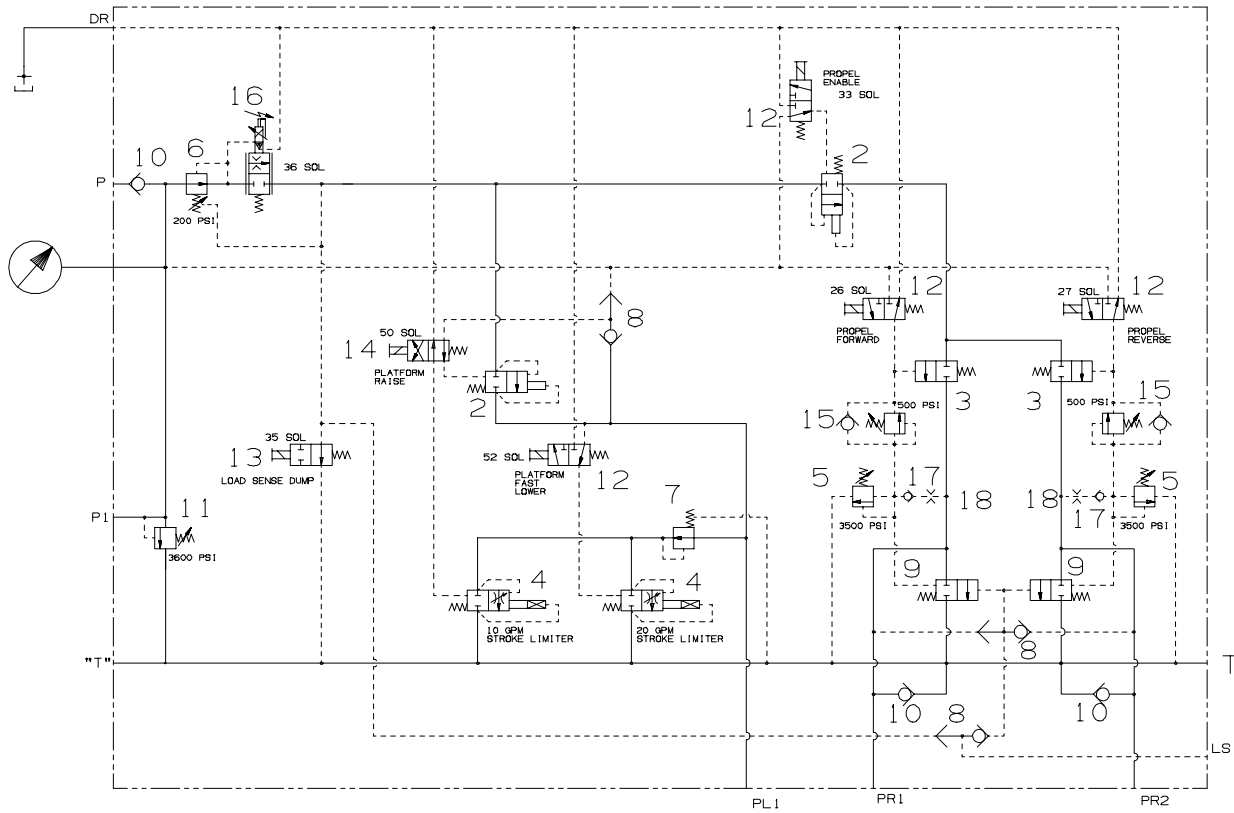 DR
PROPEL
ENABLE
33 SOL
16
12
10
6
2
36 SOL
P
200 PSI
26 SOL
12
27 SOL
12
8
50 SOL
PROPEL
FORWARD
PROPEL
REVERSE
14
PLATFORM
RAISE
2
3
3
500 PSI
500 PSI
15
15
35 SOL
13
LOAD SENSE DUMP
52 SOL
PLATFORM
FAST
LOWER
12
5
17
18
18
17
5
3500 PSI
3500 PSI
P1
11
3600 PSI
7
4
4
9
9
10 GPM
STROKE LIMITER
20 GPM
STROKE LIMITER
8
"T"
T
10
8
10
LS
PL1
PR1
PR2